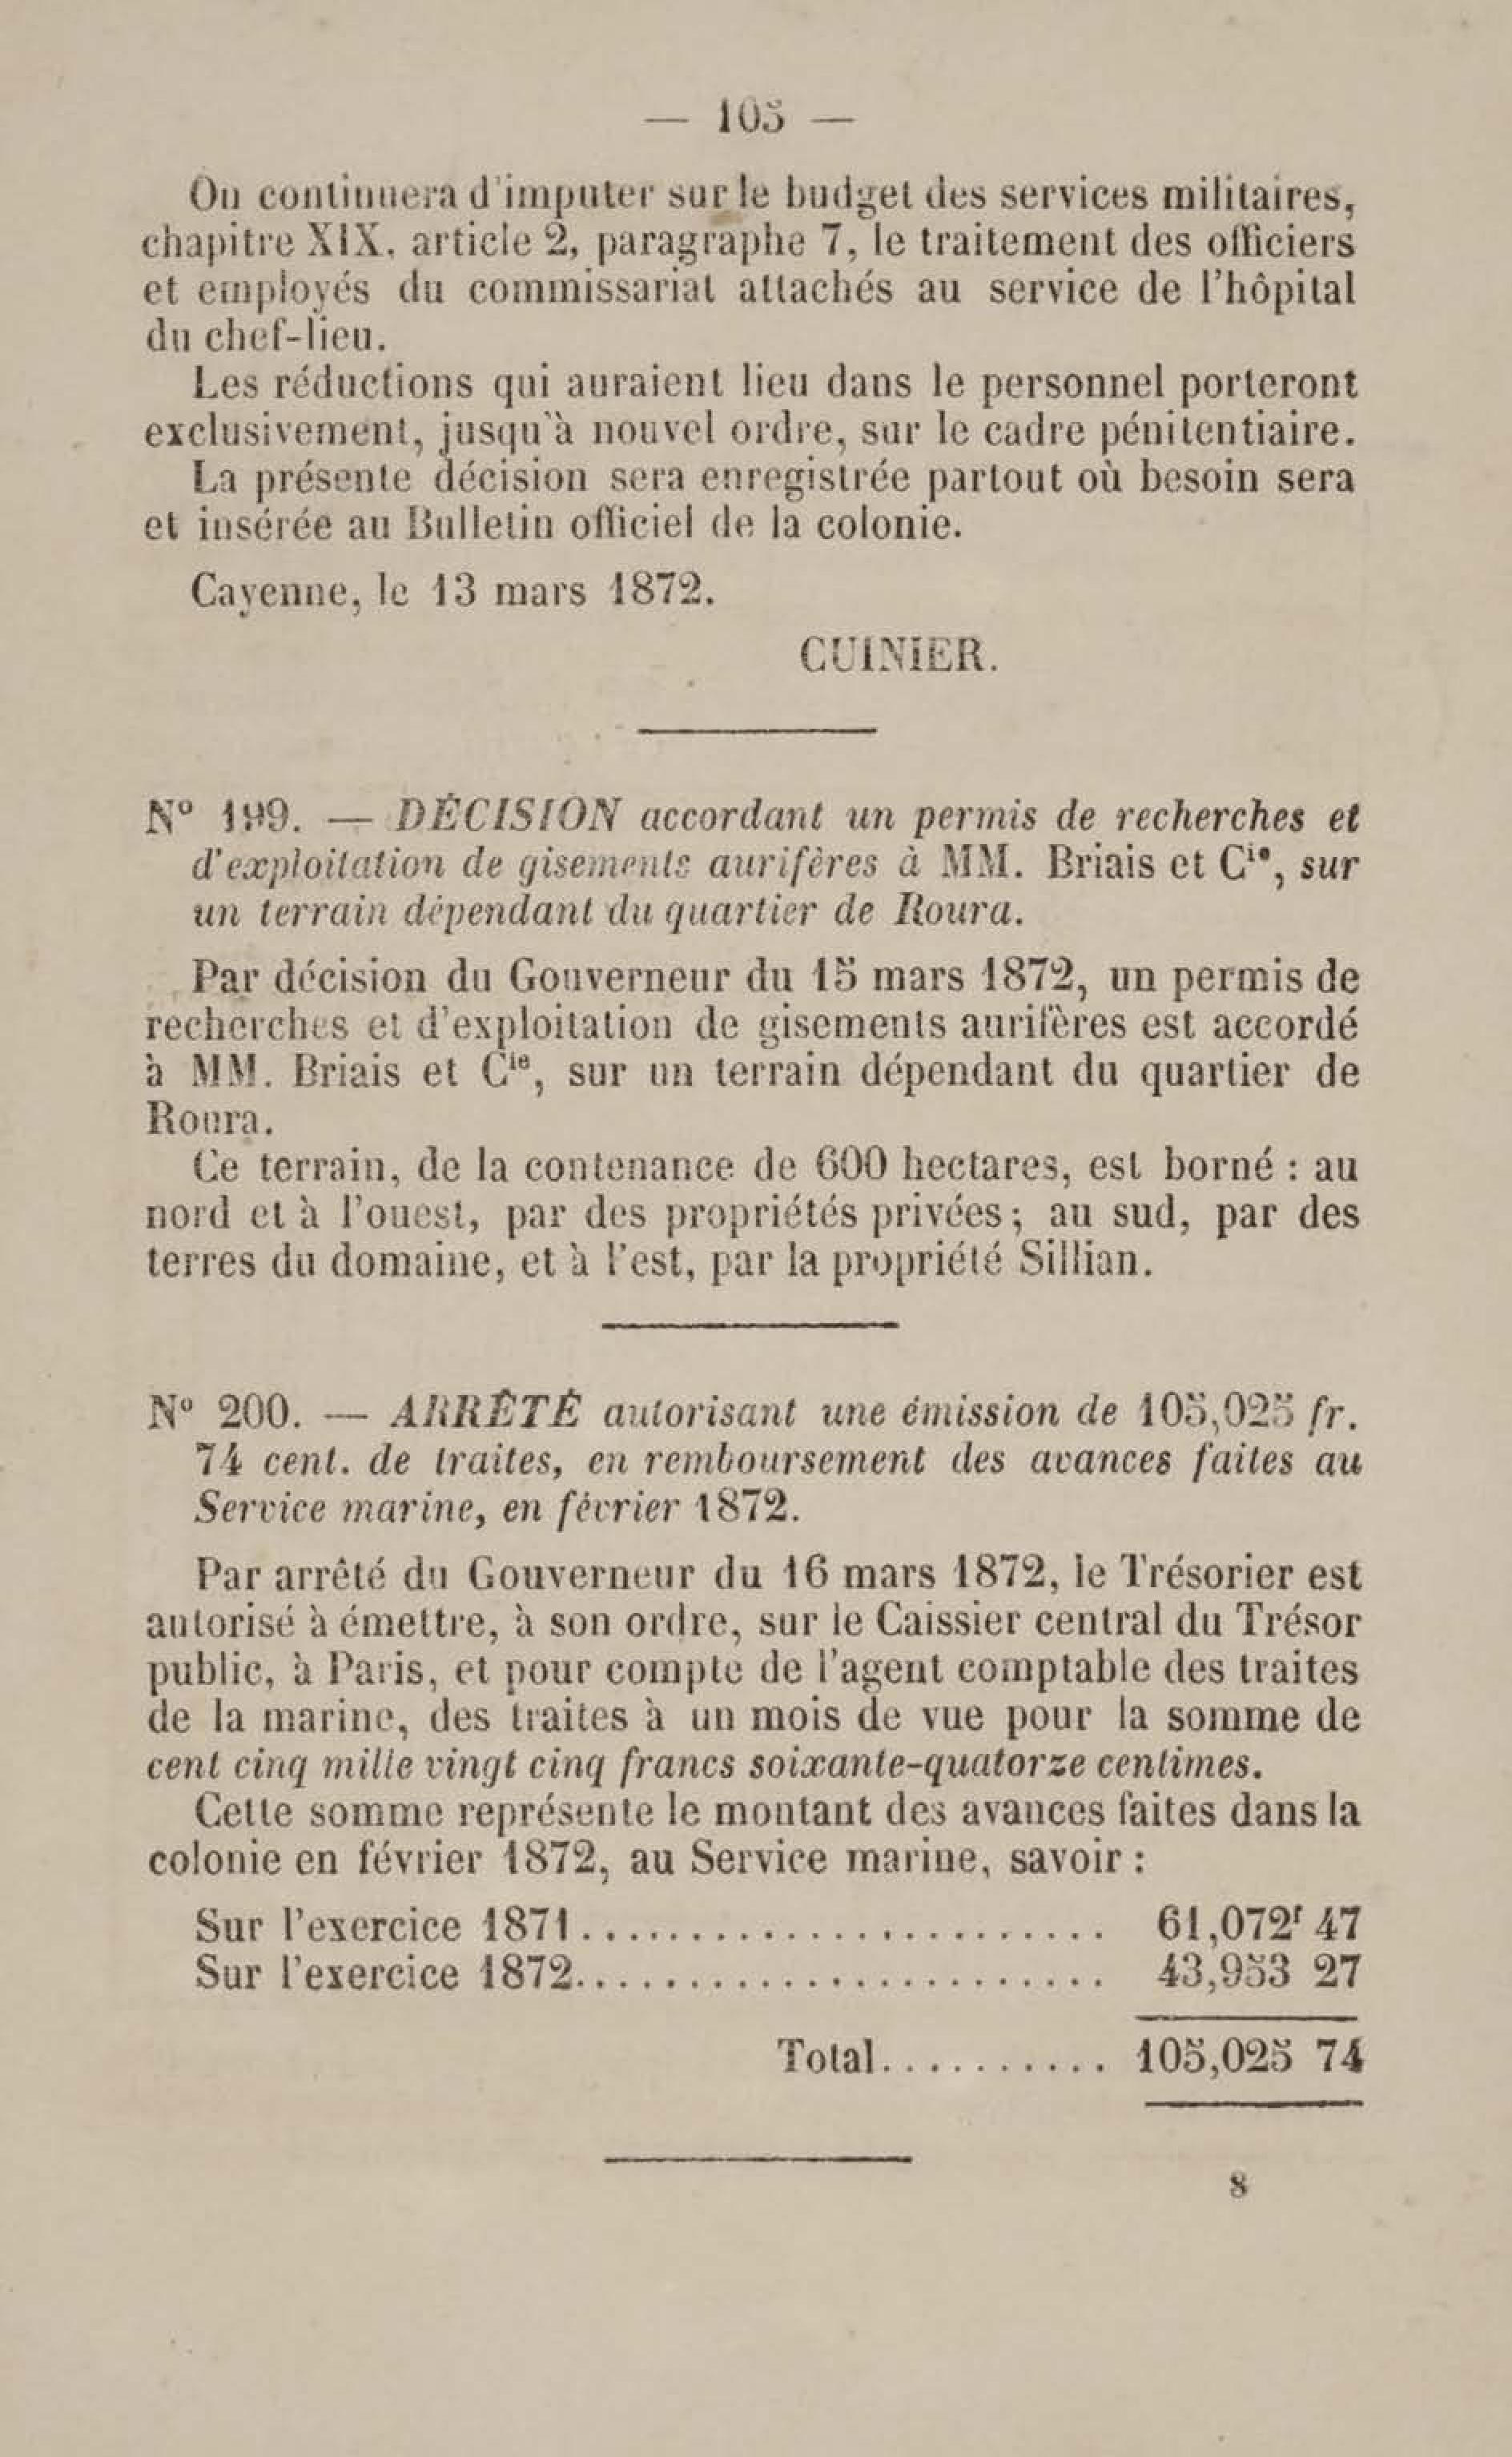 — 105 —
On continuera d'imputer sur le budget des services militaires,
chapitre XIX, article 2, paragraphe 7, le traitement des officiers
et employés du commissariat attachés au service de l'hôpital
du chef-lieu.
Les réductions qui auraient lieu dans le personnel porteront
exclusivement, jusqu'à nouvel ordre, sur le cadre pénitentiaire.
La présente décision sera enregistrée partout où besoin sera
et insérée au Bulletin officiel de la colonie.
Cayenne, le 13 mars 1872.
CUINIER.
N° 199. — DÉCISION accordant un permis de recherches et
d'exploitation de gisements aurifères à MM. Briais et Cie, sur
un terrain dépendant du quartier de Roura.
Par décision du Gouverneur du 15 mars 1872, un permis de
recherches et d'exploitation de gisements aurifères est accordé
à MM. Briais et Cie, sur un terrain dépendant du quartier de
Roura.
Ce terrain, de la contenance de 600 hectares, est borné : au
nord et à l'ouest, par des propriétés privées; au sud, par des
terres du domaine, et à l'est, par la propriété Sillian.
N° 200. — ARRÊTÉ autorisant une émission de 105,025 fr.
74 cent. de traites, en remboursement des avances faites au
Service marine, en février 1872.
Par arrêté du Gouverneur du 16 mars 1872, le Trésorier est
autorisé à émettre, à son ordre, sur le Caissier central du Trésor
public, à Paris, et pour compte de l'agent comptable des traites
de la marine, des traites à un mois de vue pour la somme de
cent cinq mille vingt cinq francs soixante-quatorze centimes.
Cette somme représente le montant des avances faites dans la
colonie en février 1872, au Service marine, savoir :
Sur l'exercice 1871........................ 61,072f 47
Sur l'exercice 1872........................ 43,953 27
Total........... 105,025 74
8